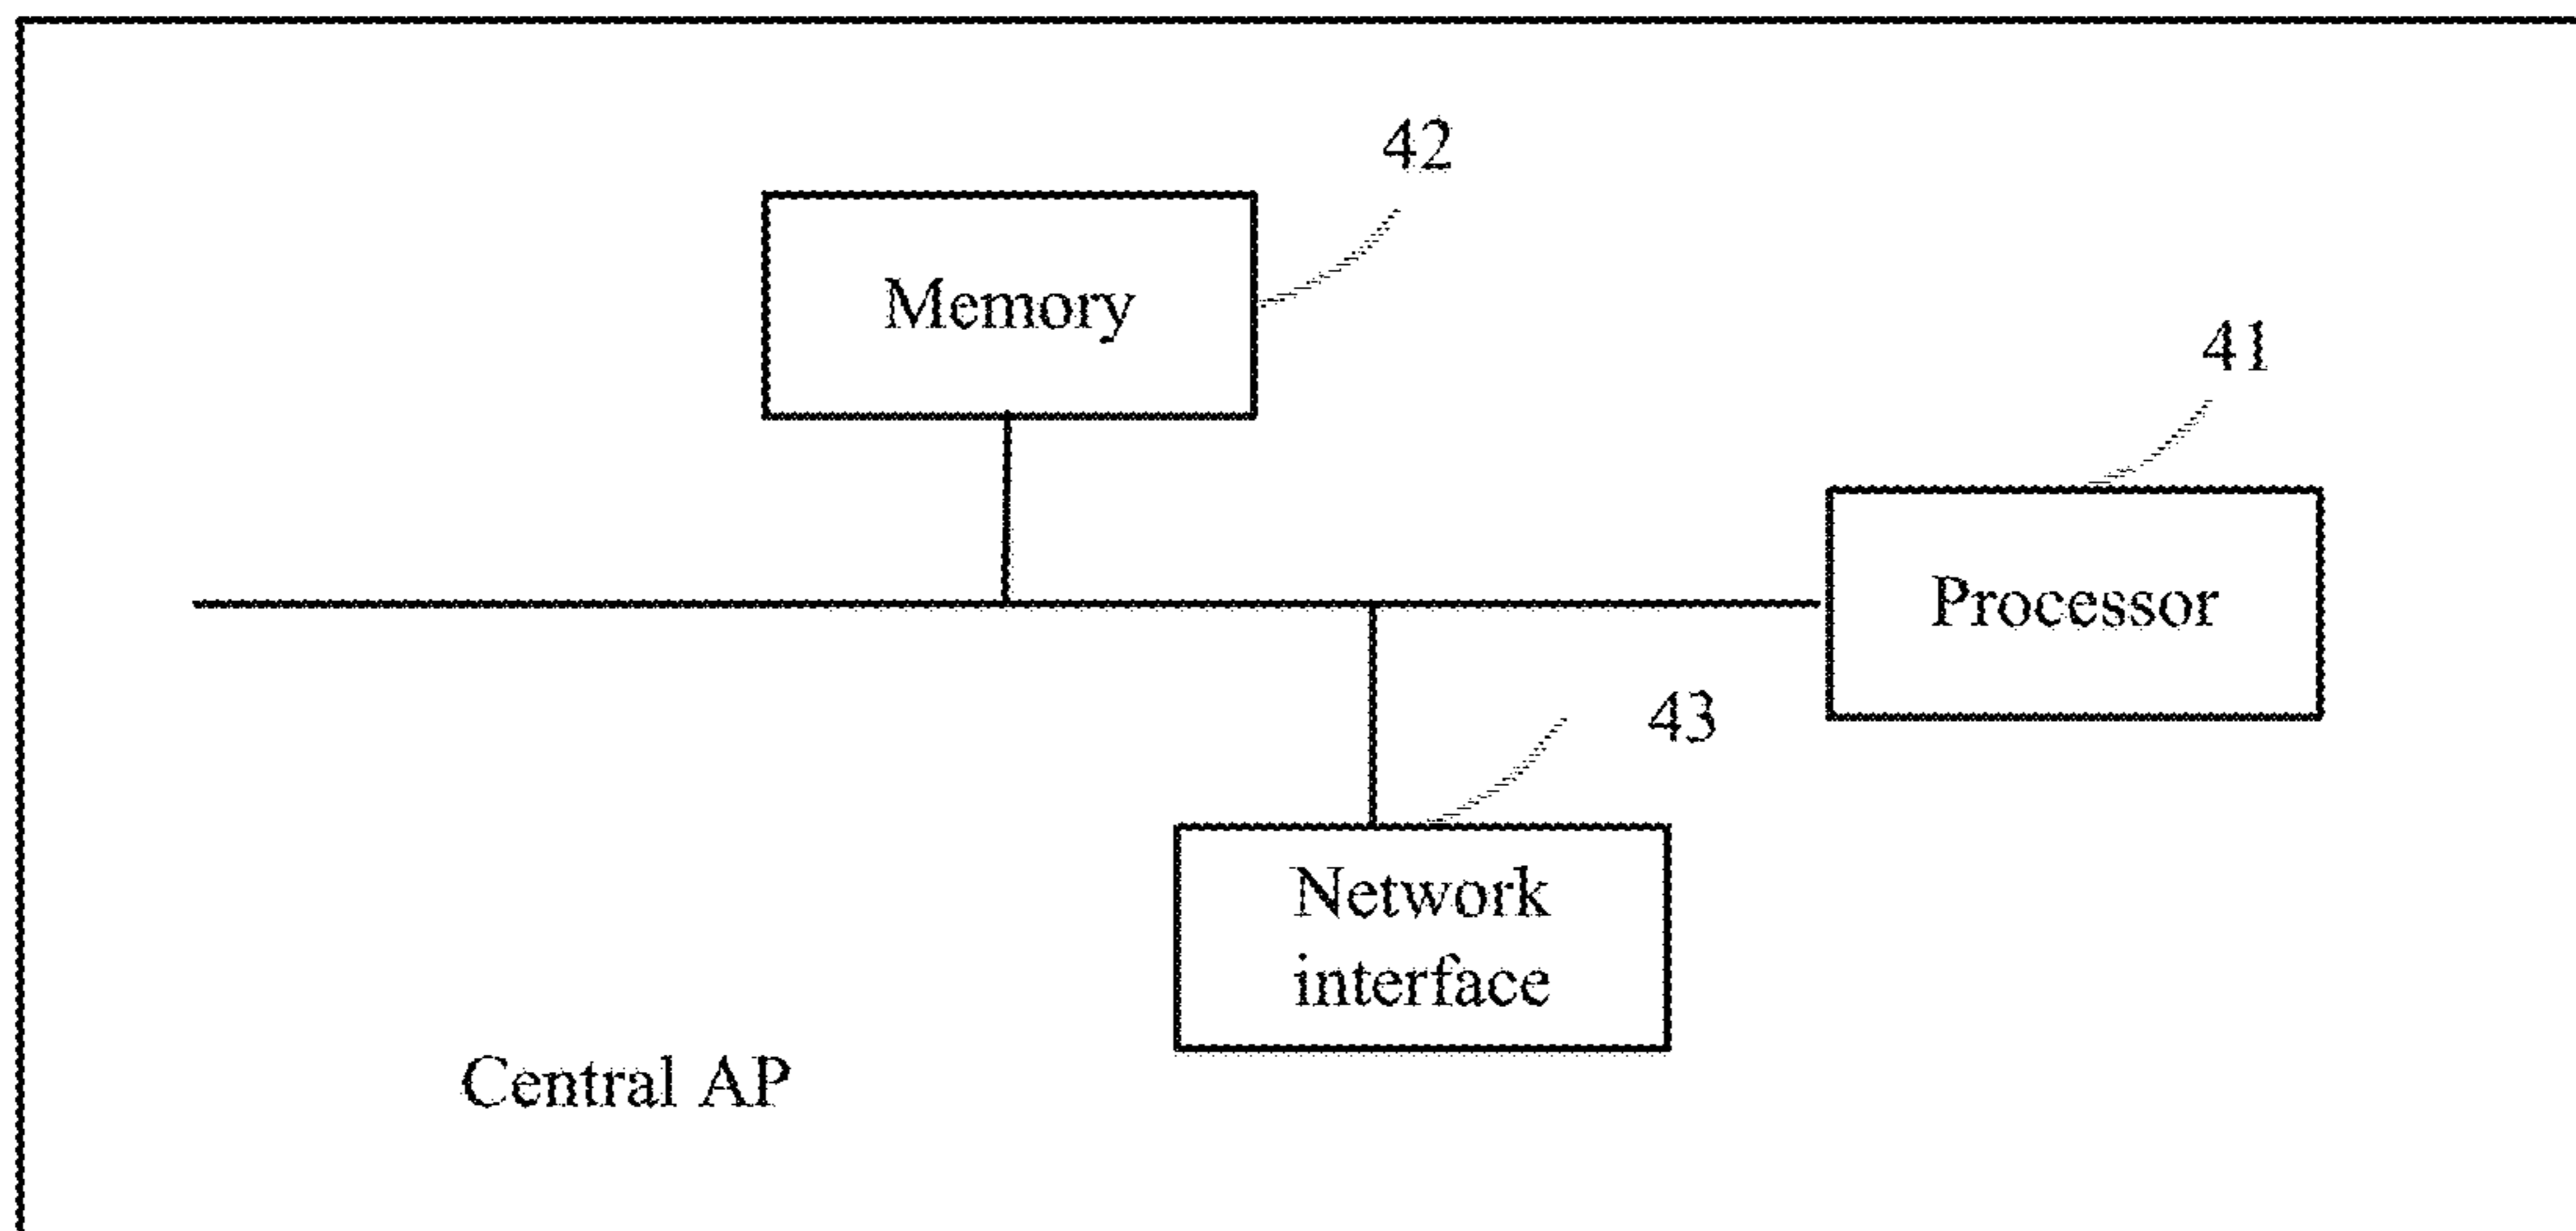 42
Memory
41
Processor
43
Network
interface
Central AP